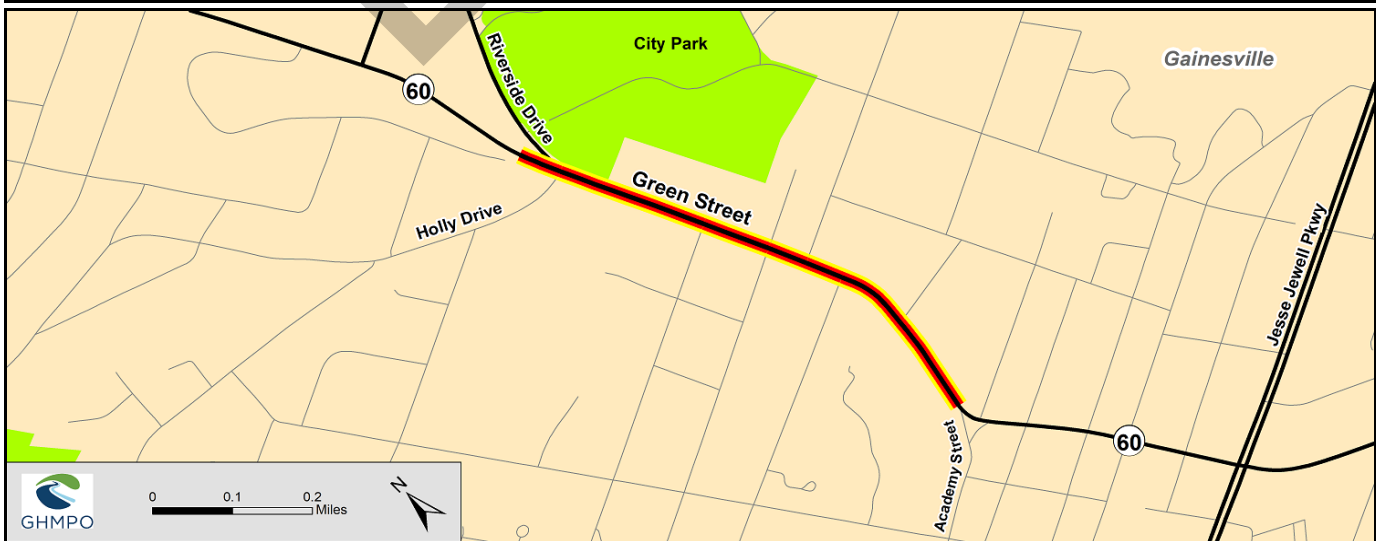 City Park
Gainesville
Riverside Drive
60
Green Street
Holly Drive
Jesse Jewell Pkwy
60
Academy Street
GHMPO
0 0.1 0.2
Miles
N